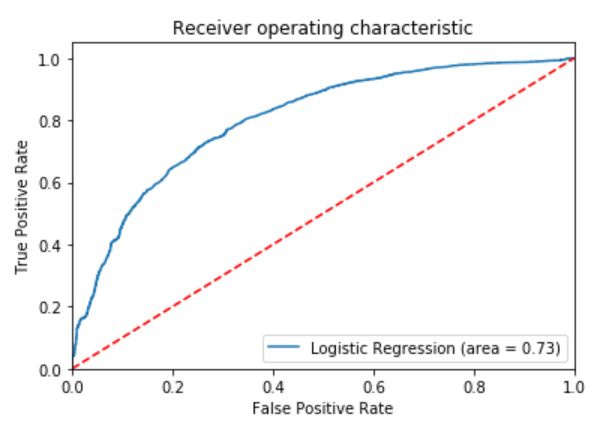 Receiver operating characteristic
True Positive Rate
1.0
0.8
0.6
0.4
0.2
0.0
Logistic Regression (area = 0.73)
0.0 0.2 0.4 0.6 0.8 1.0
False Positive Rate